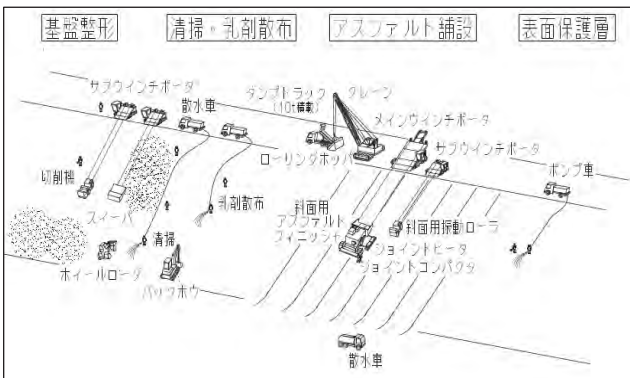 基盤整形
清掃・乳剤散布
アスファルト舗設
表面保護層
サブウインチポータ
散水車
ダンプトラック
(10t積載)
クレーン
メインウインチポータ
サブウインチポータ
ローリングホッパ
ポンプ車
切削機
スイーパ
乳剤散布
清掃
斜面用
アスファルト
フィニッシャ
斜面用振動ローラ
ジョイントヒータ
ジョイントコンパクタ
ホイールローダ
バックホウ
散水車